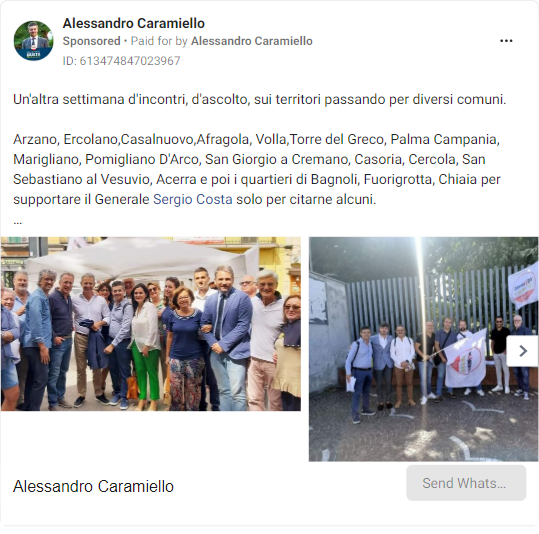 Alessandro Caramiello
Sponsored • Paid for by Alessandro Caramiello
ID: 613474847023967
Un'altra settimana d'incontri, d'ascolto, sui territori passando per diversi comuni.
Arzano, Ercolano,Casalnuovo,Afragola, Volla,Torre del Greco, Palma Campania,
Marigliano, Pomigliano D'Arco, San Giorgio a Cremano, Casoria, Cercola, San
Sebastiano al Vesuvio, Acerra e poi i quartieri di Bagnoli, Fuorigrotta, Chiaia per
supportare il Generale Sergio Costa solo per citarne alcuni.
...
Alessandro Caramiello
Send Whats...